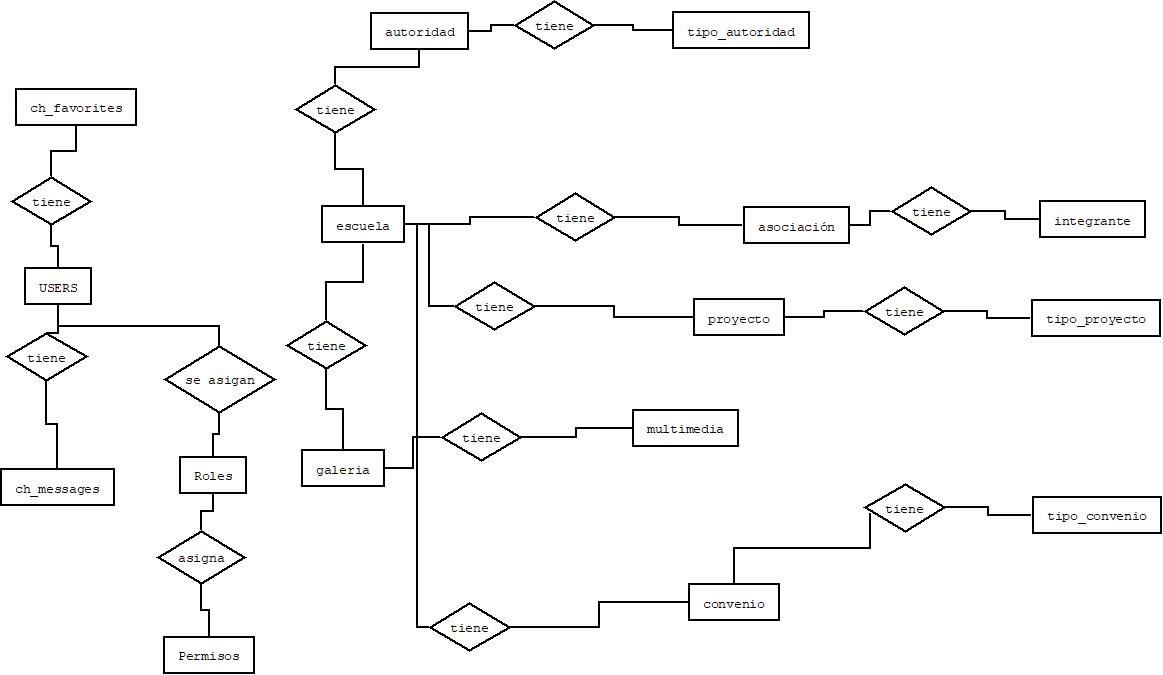 autoridad
tiene
tipo_autoridad
ch_favorites
tiene
tiene
escuela
tiene
asociación
tiene
integrante
USERS
tiene
proyecto
tiene
tipo_proyecto
tiene
se asigan
tiene
galeria
tiene
multimedia
ch_messages
Roles
tiene
tipo_convenio
asigna
tiene
convenio
Permisos